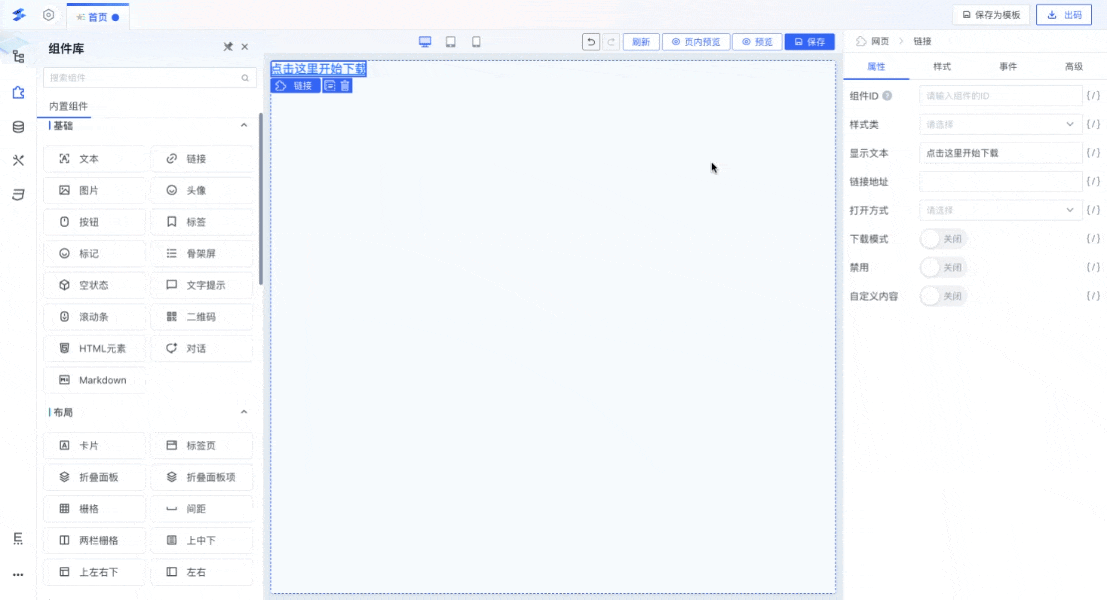 首页
保存为模板
出码
组件库
搜索组件
内置组件
基础
文本
链接
图片
头像
按钮
标签
标记
骨架屏
空状态
文字提示
滚动条
二维码
HTML元素
对话
Markdown
布局
卡片
标签页
折叠面板
折叠面板项
栅格
间距
两栏栅格
上中下
上左右下
左右
刷新
页内预览
预览
保存
点击这里开始下载
链接
网页 > 链接
属性 样式 事件 高级
组件ID 请输入组件的ID {/}
样式类 请选择 {/}
显示文本 点击这里开始下载 {/}
链接地址 {/}
打开方式 请选择 {/}
下载模式 关闭 {/}
禁用 关闭 {/}
自定义内容 关闭 {/}